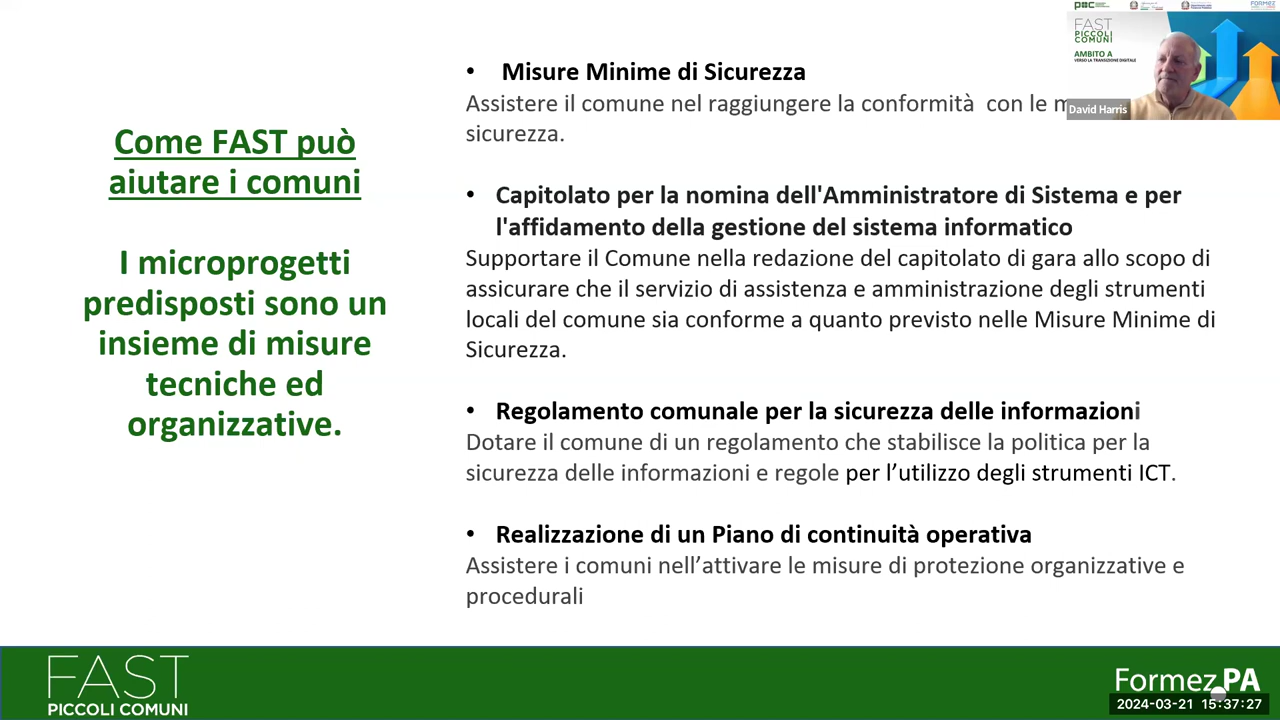 Come FAST può
aiutare i comuni
I microprogetti
predisposti sono un
insieme di misure
tecniche ed
organizzative.
• Misure Minime di Sicurezza
Assistere il comune nel raggiungere la conformità con le
sicurezza.
• Capitolato per la nomina dell'Amministratore di Sistema e per
l'affidamento della gestione del sistema informatico
Supportare il Comune nella redazione del capitolato di gara allo scopo di
assicurare che il servizio di assistenza e amministrazione degli strumenti
locali del comune sia conforme a quanto previsto nelle Misure Minime di
Sicurezza.
• Regolamento comunale per la sicurezza delle informazioni
Dotare il comune di un regolamento che stabilisce la politica per la
sicurezza delle informazioni e regole per l’utilizzo degli strumenti ICT.
• Realizzazione di un Piano di continuità operativa
Assistere i comuni nell’attivare le misure di protezione organizzative e
procedurali
FORMEZ
FAST
PICCOLI
COMUNI
AMBITO A
VERSO LA TRANSIZIONE DIGITALE
David Harris
FAST
PICCOLI COMUNI
Formez PA
2024-03-21 15:37:27